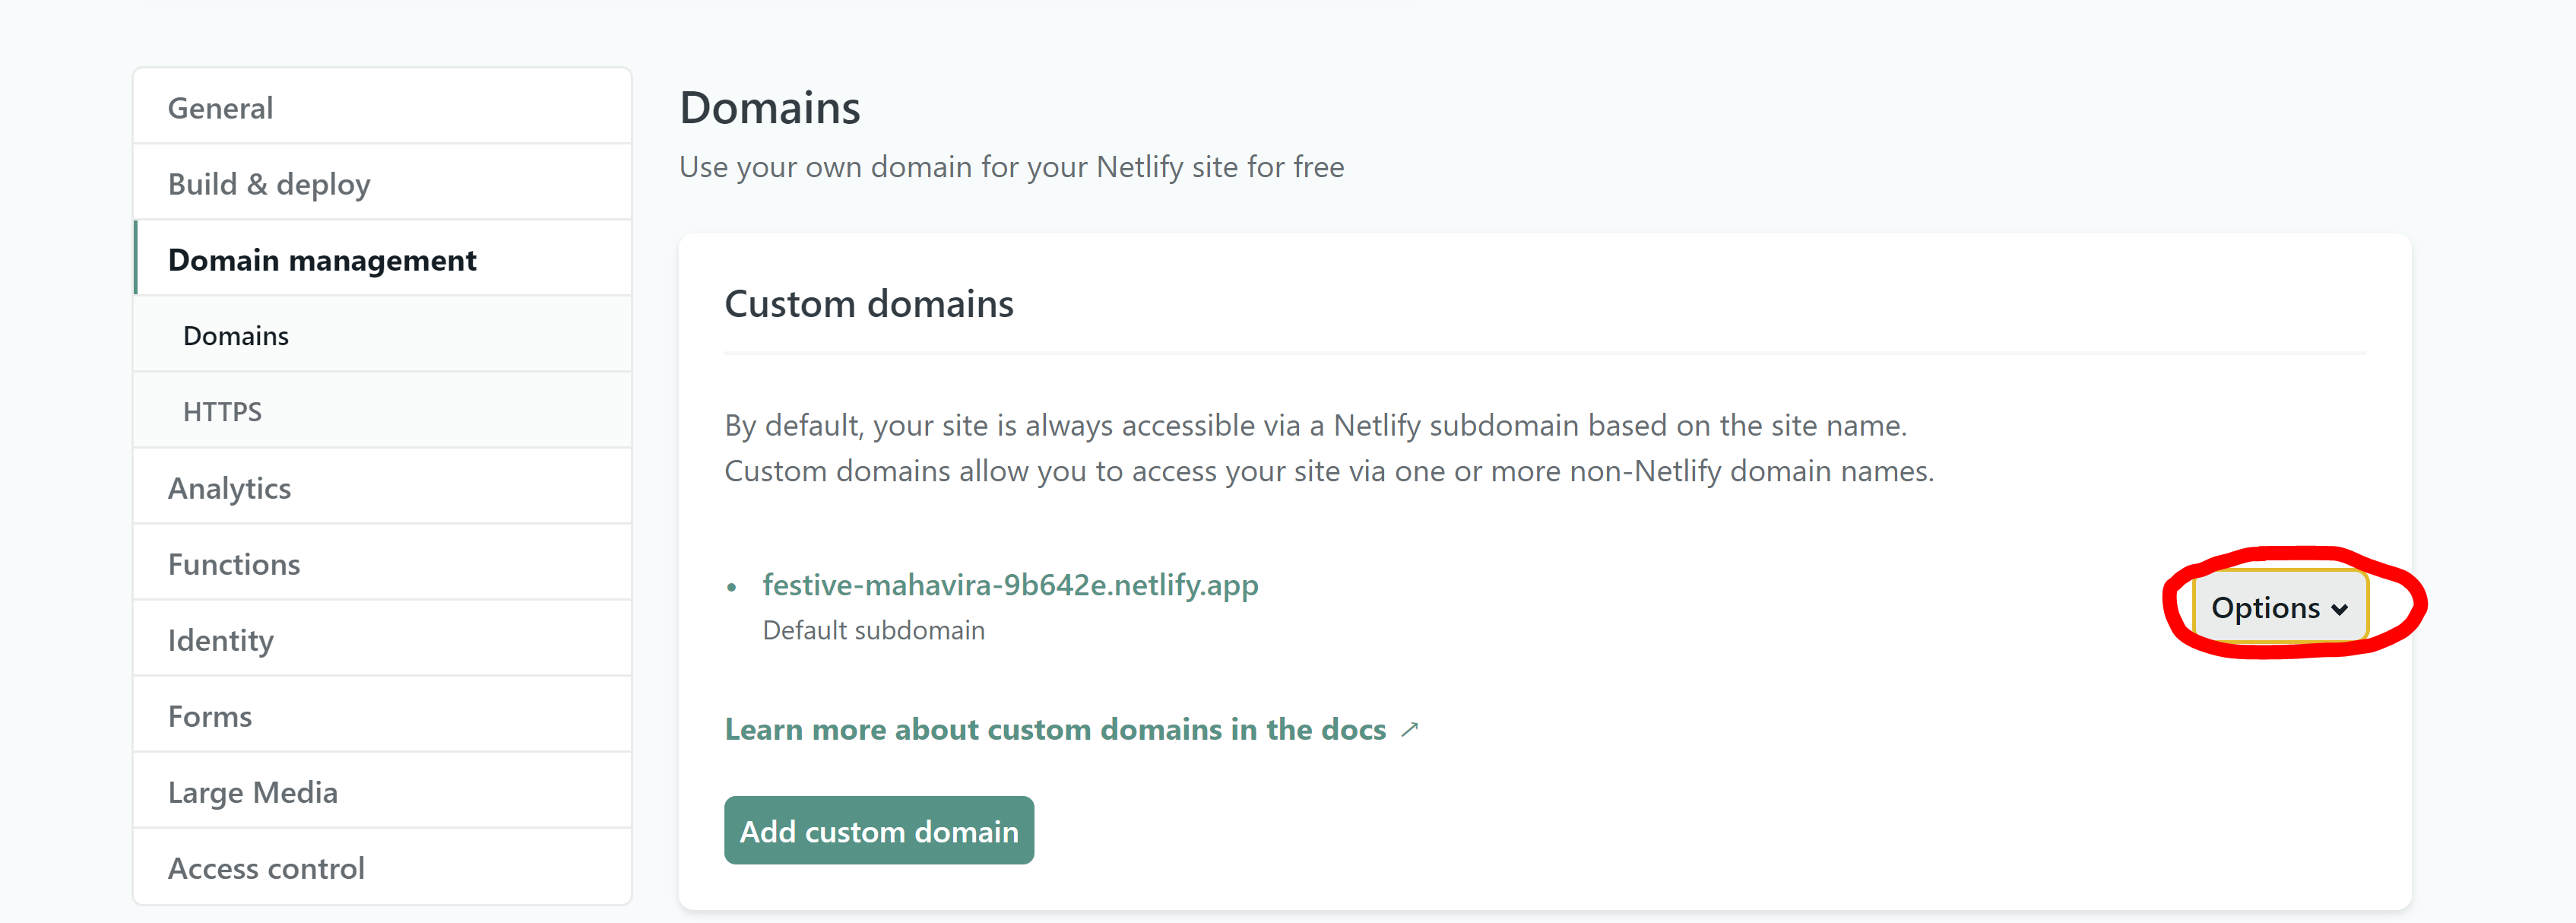 General
Build & deploy
Domain management
Domains
HTTPS
Analytics
Functions
Identity
Forms
Large Media
Access control
Domains
Use your own domain for your Netlify site for free
Custom domains
By default, your site is always accessible via a Netlify subdomain based on the site name.
Custom domains allow you to access your site via one or more non-Netlify domain names.
• festive-mahavira-9b642e.netlify.app
Default subdomain
Options
Learn more about custom domains in the docs ↗
Add custom domain